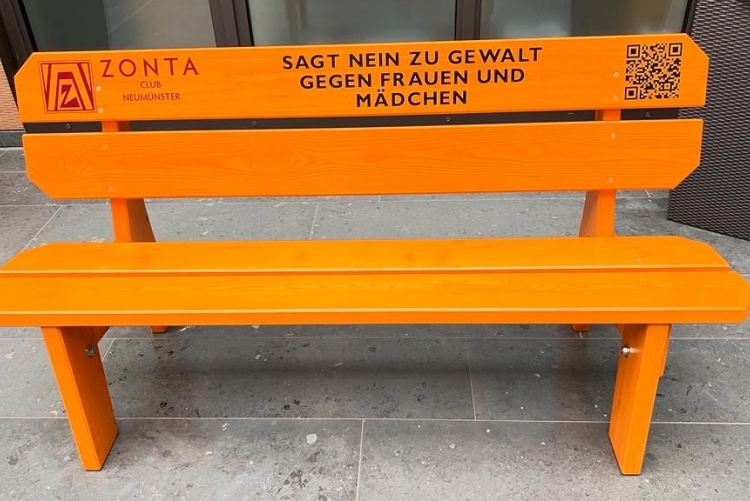 ZONTA
CLUB
NEUMÜNSTER
SAGT NEIN ZU GEWALT
GEGEN FRAUEN UND
MÄDCHEN